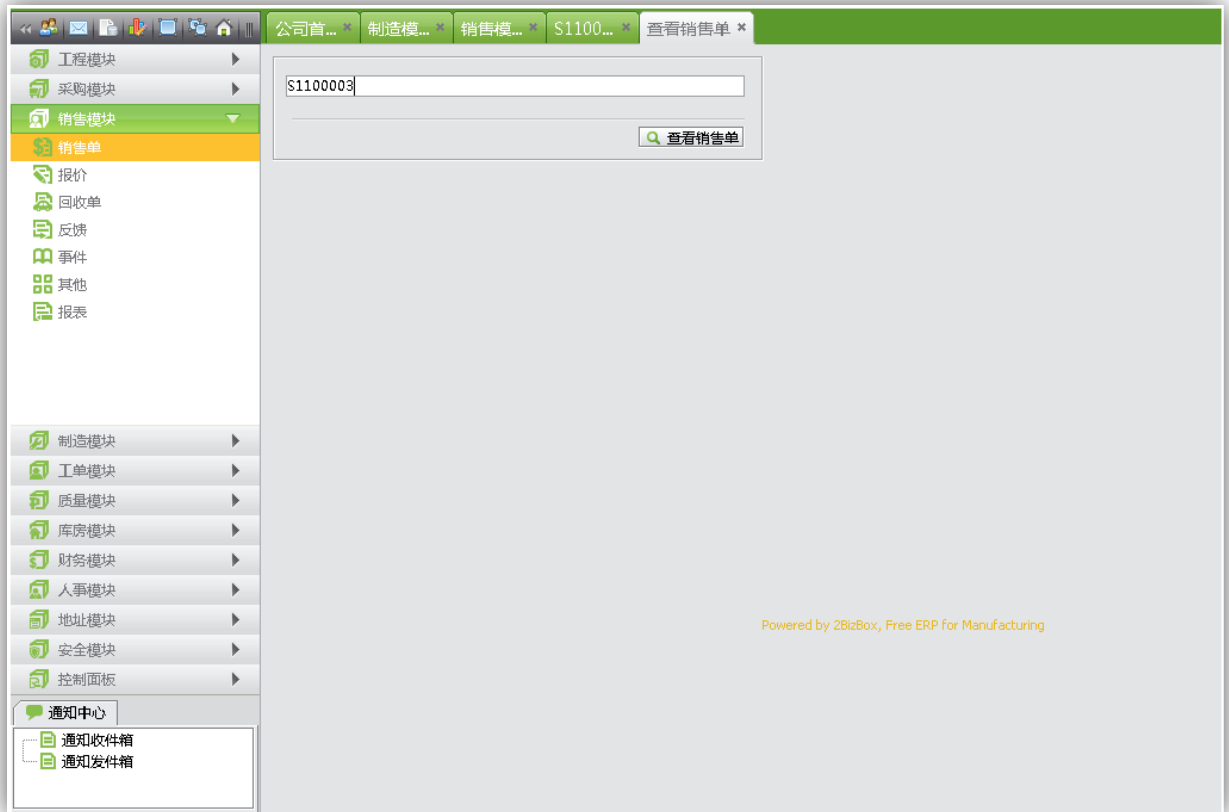 公司首... 制造模... 销售模... S1100... 查看销售单
工程模块
采购模块
销售模块
销售单
报价
回收单
反馈
事件
其他
报表
制造模块
工单模块
质量模块
库房模块
财务模块
人事模块
地址模块
安全模块
控制面板
通知中心
通知收件箱
通知发件箱
S1100003
查看销售单
Powered by 2BizBox, Free ERP for Manufacturing